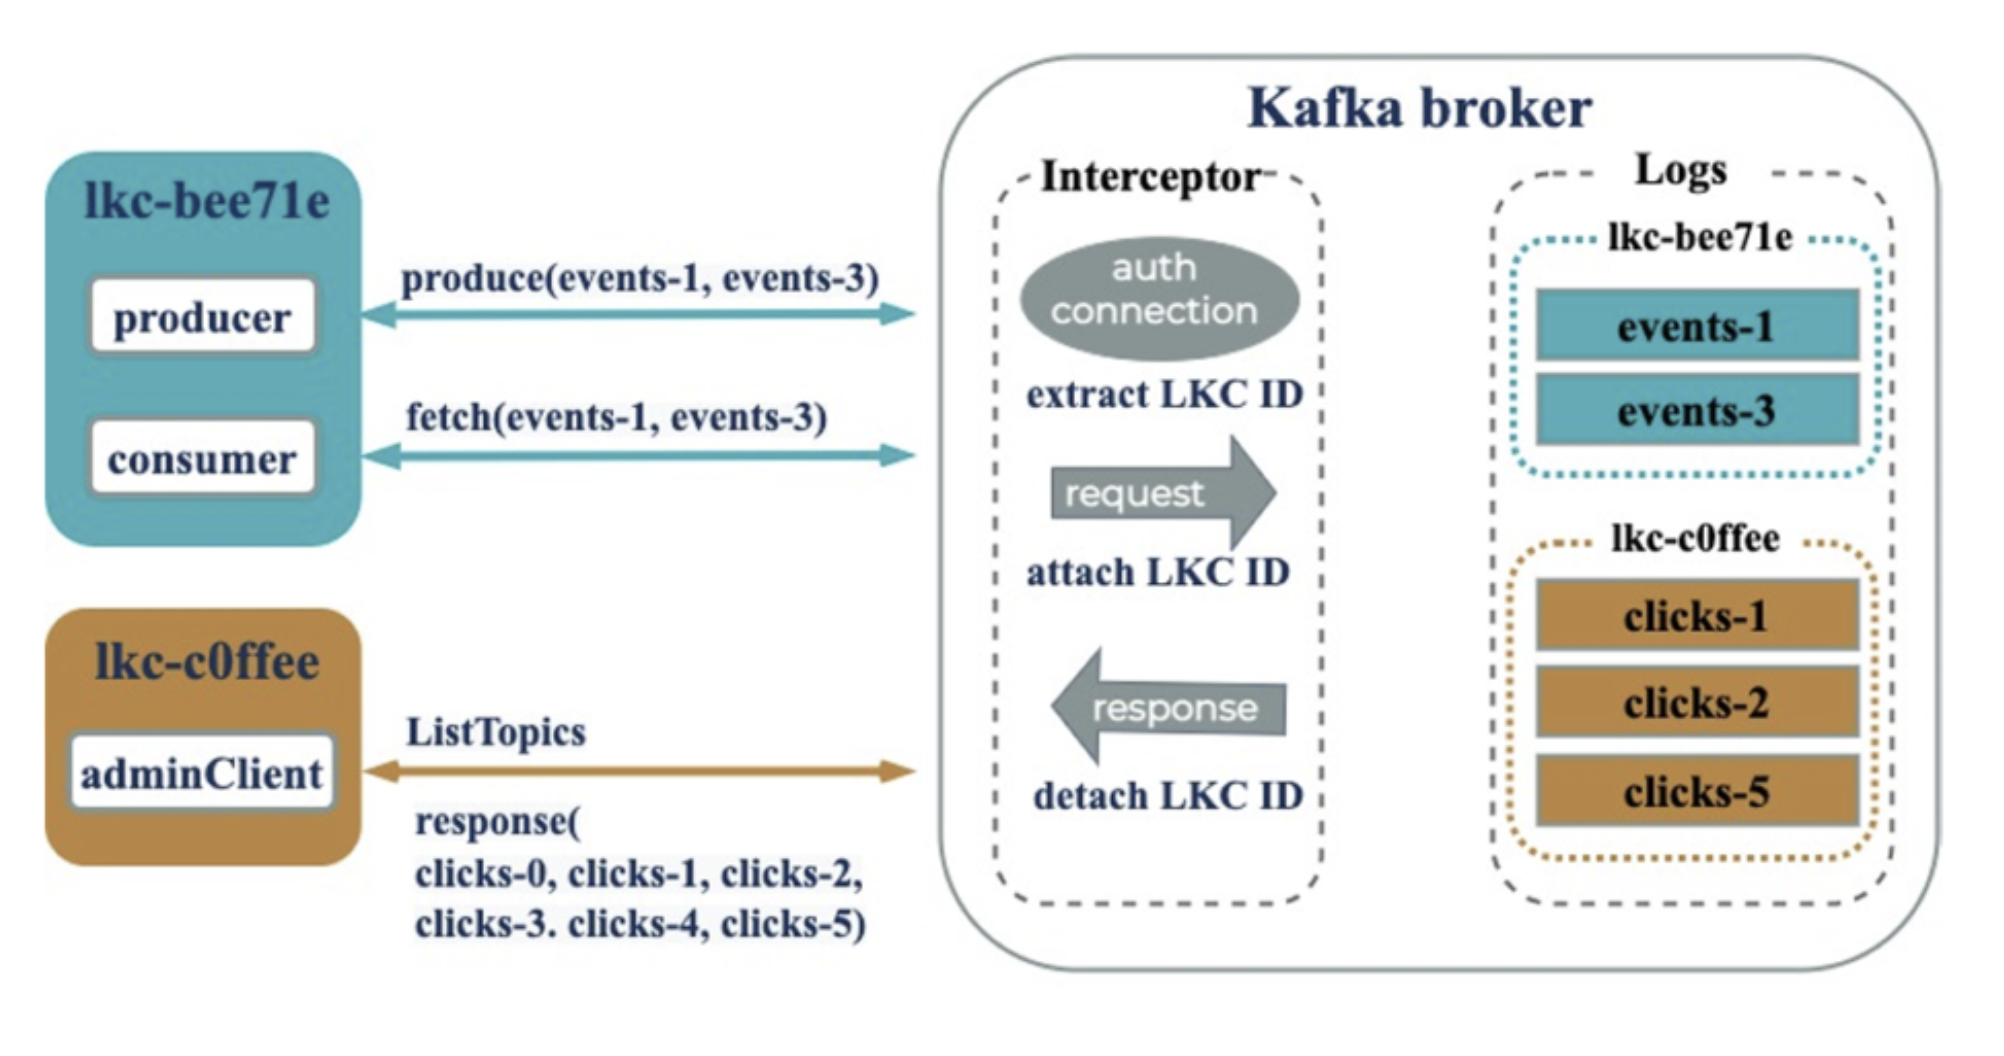 Kafka broker
lkc-bee71e
producer
consumer
produce(events-1, events-3)
fetch(events-1, events-3)
lkc-c0ffee
adminClient
ListTopics
response(
clicks-0, clicks-1, clicks-2,
clicks-3. clicks-4, clicks-5)
Interceptor
auth
connection
extract LKC ID
request
attach LKC ID
response
detach LKC ID
Logs
lkc-bee71e
events-1
events-3
lkc-c0ffee
clicks-1
clicks-2
clicks-5